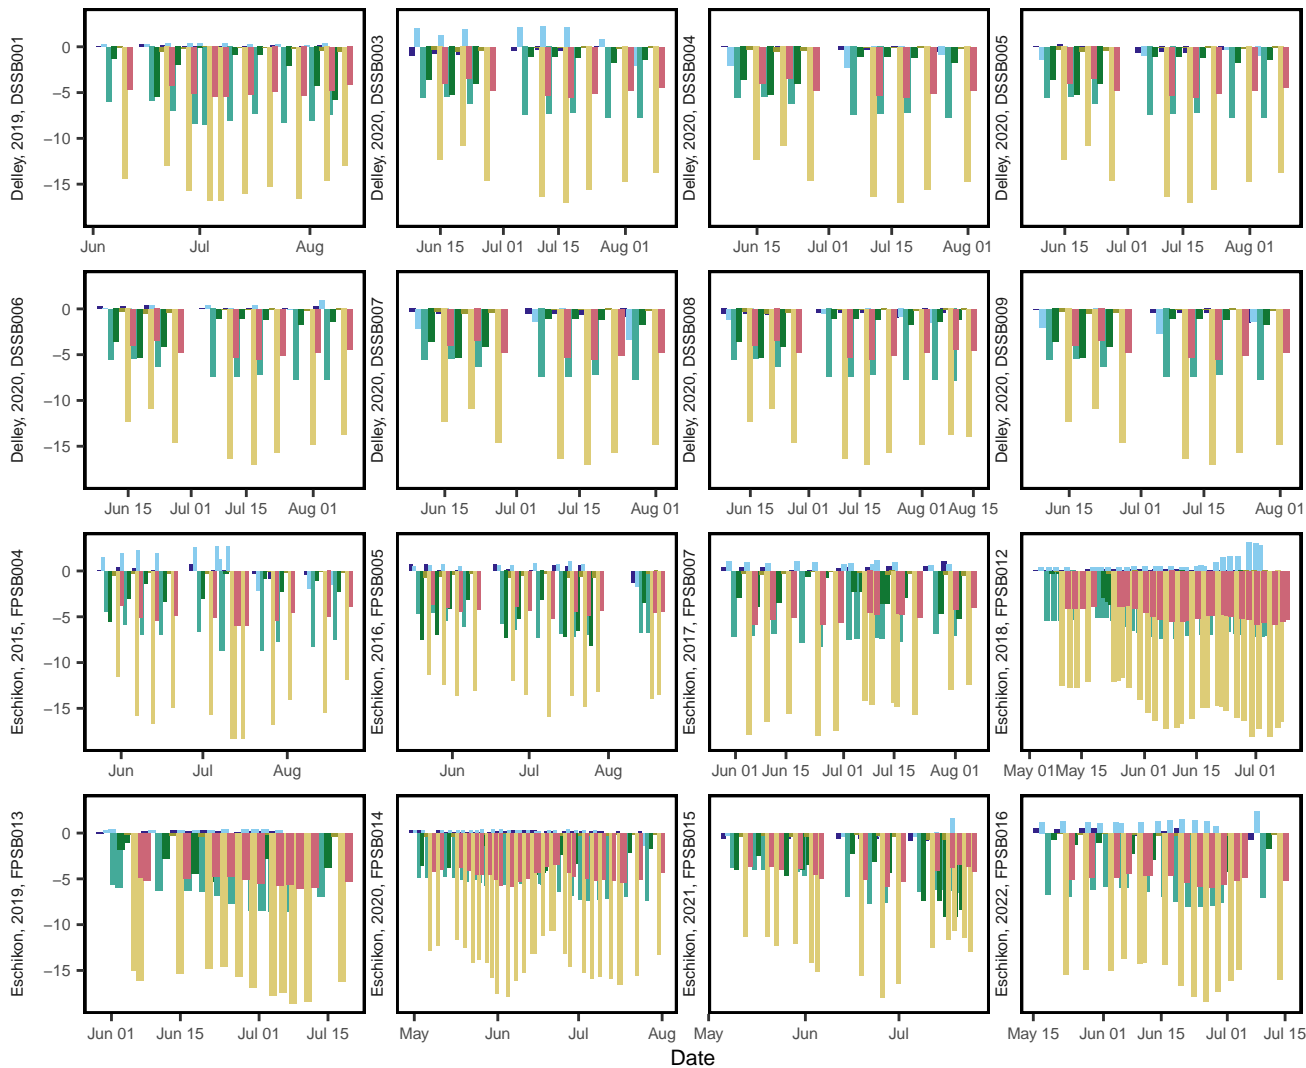 Delley, 2019, DSSB001
0
−5
−10
−15
Jun Jul Aug
Delley, 2020, DSSB003
Jun 15 Jul 01 Jul 15 Aug 01
Delley, 2020, DSSB004
Jun 15 Jul 01 Jul 15 Aug 01
Delley, 2020, DSSB005
Jun 15 Jul 01 Jul 15 Aug 01
Delley, 2020, DSSB006
0
−5
−10
−15
Jun 15 Jul 01 Jul 15 Aug 01
Delley, 2020, DSSB007
Jun 15 Jul 01 Jul 15 Aug 01
Delley, 2020, DSSB008
Jun 15 Jul 01 Jul 15 Aug 01 Aug 15
Delley, 2020, DSSB009
Jun 15 Jul 01 Jul 15 Aug 01
Eschikon, 2015, FPSB004
0
−5
−10
−15
Jun Jul Aug
Eschikon, 2016, FPSB005
Jun Jul Aug
Eschikon, 2017, FPSB007
Jun 01 Jun 15 Jul 01 Jul 15 Aug 01
Eschikon, 2018, FPSB012
May 01 May 15 Jun 01 Jun 15 Jul 01
Eschikon, 2019, FPSB013
0
−5
−10
−15
Jun 01 Jun 15 Jul 01 Jul 15
Eschikon, 2020, FPSB014
May Jun Jul Aug
Eschikon, 2021, FPSB015
May Jun Jul
Eschikon, 2022, FPSB016
May 15 Jun 01 Jun 15 Jul 01 Jul 15
Date